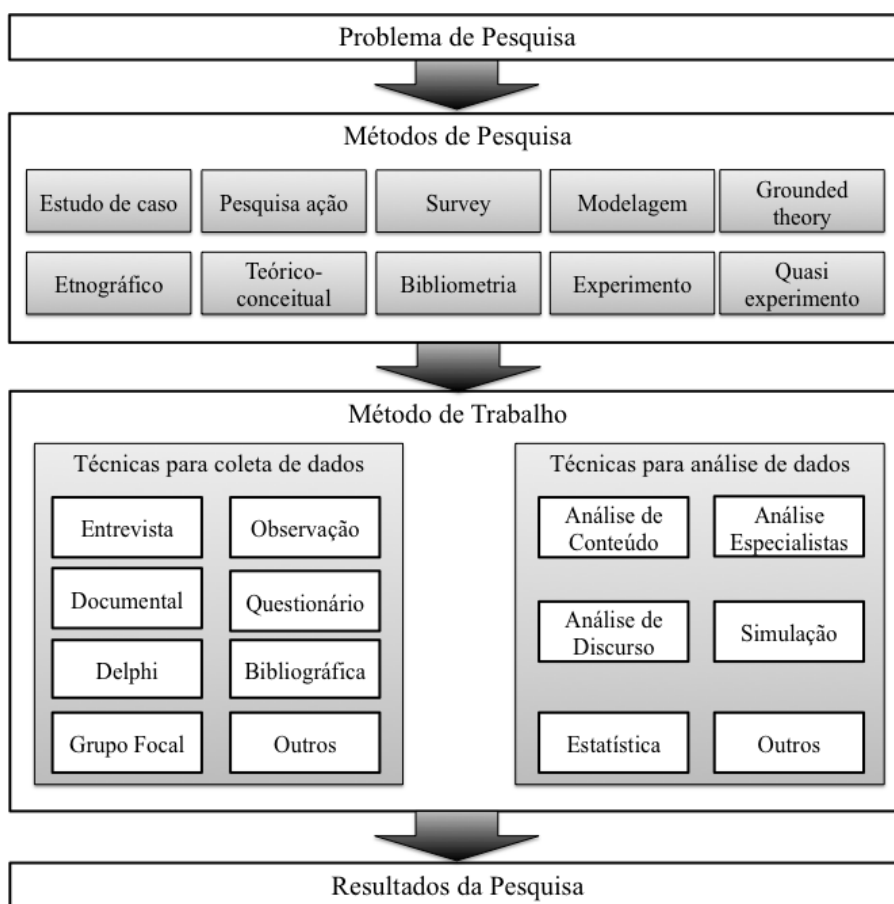 Problema de Pesquisa
Métodos de Pesquisa
Estudo de caso
Pesquisa ação
Survey
Modelagem
Grounded
theory
Etnográfico
Teórico-
conceitual
Bibliometria
Experimento
Quasi
experimento
Método de Trabalho
Técnicas para coleta de dados
Entrevista
Observação
Documental
Questionário
Delphi
Bibliográfica
Grupo Focal
Outros
Técnicas para análise de dados
Análise de
Conteúdo
Análise
Especialistas
Análise de
Discurso
Simulação
Estatística
Outros
Resultados da Pesquisa